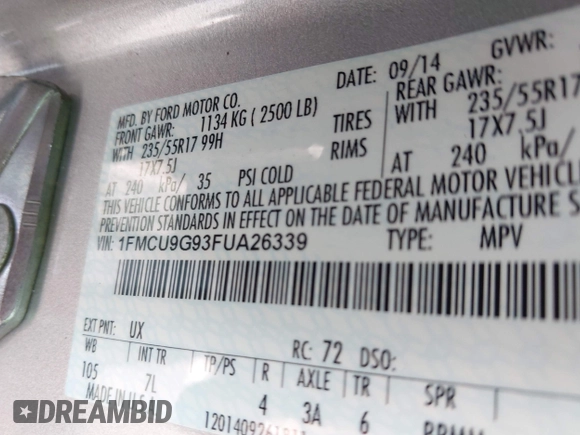 MFD. BY FORD MOTOR CO. DATE: 09/14 GVWR:
FRONT GAWR: 1134 KG ( 2500 LB) REAR GAWR:
WITH 235/55R17 99H TIRES WITH 235/55R17
17X7.5J RIMS 17X7.5J
AT 240 kPa/ 35 PSI COLD AT 240 kPa/
THIS VEHICLE CONFORMS TO ALL APPLICABLE FEDERAL MOTOR VEHICLE
PREVENTION STANDARDS IN EFFECT ON THE DATE OF MANUFACTURE
VIN: 1FMCU9G93FUA26339 TYPE: MPV
EXT PNT: UX RC: 72 DSO:
WB INT TR TP/PS R AXLE TR SPR
105 7L 4 3A 6
MADE IN U.S.A.
DREAMBID